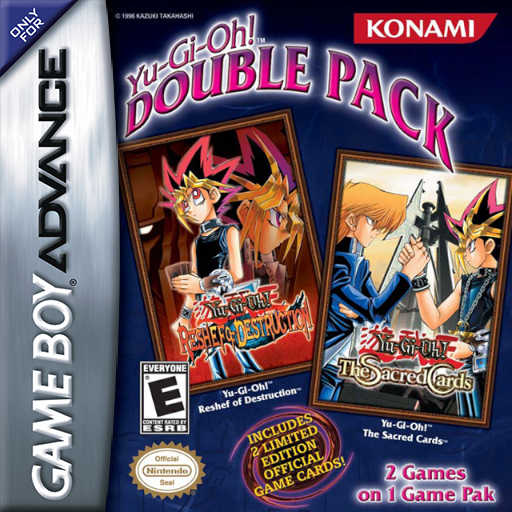 ONLY
FOR
GAME BOY ADVANCE
© 1996 KAZUKI TAKAHASHI
KONAMI
Yu-Gi-Oh!™
DOUBLE PACK
Yu-Gi-Oh!
RESHEF OF DESTRUCTION
Yu-Gi-Oh!™
Reshef of Destruction™
遊戯王
Yu-Gi-Oh!
The Sacred Cards
Yu-Gi-Oh!™
The Sacred Cards™
EVERYONE
E
CONTENT RATED BY
ESRB
Official
Nintendo
Seal
INCLUDES
2 LIMITED
EDITION
OFFICIAL
GAME CARDS!
2 Games
on 1 Game Pak